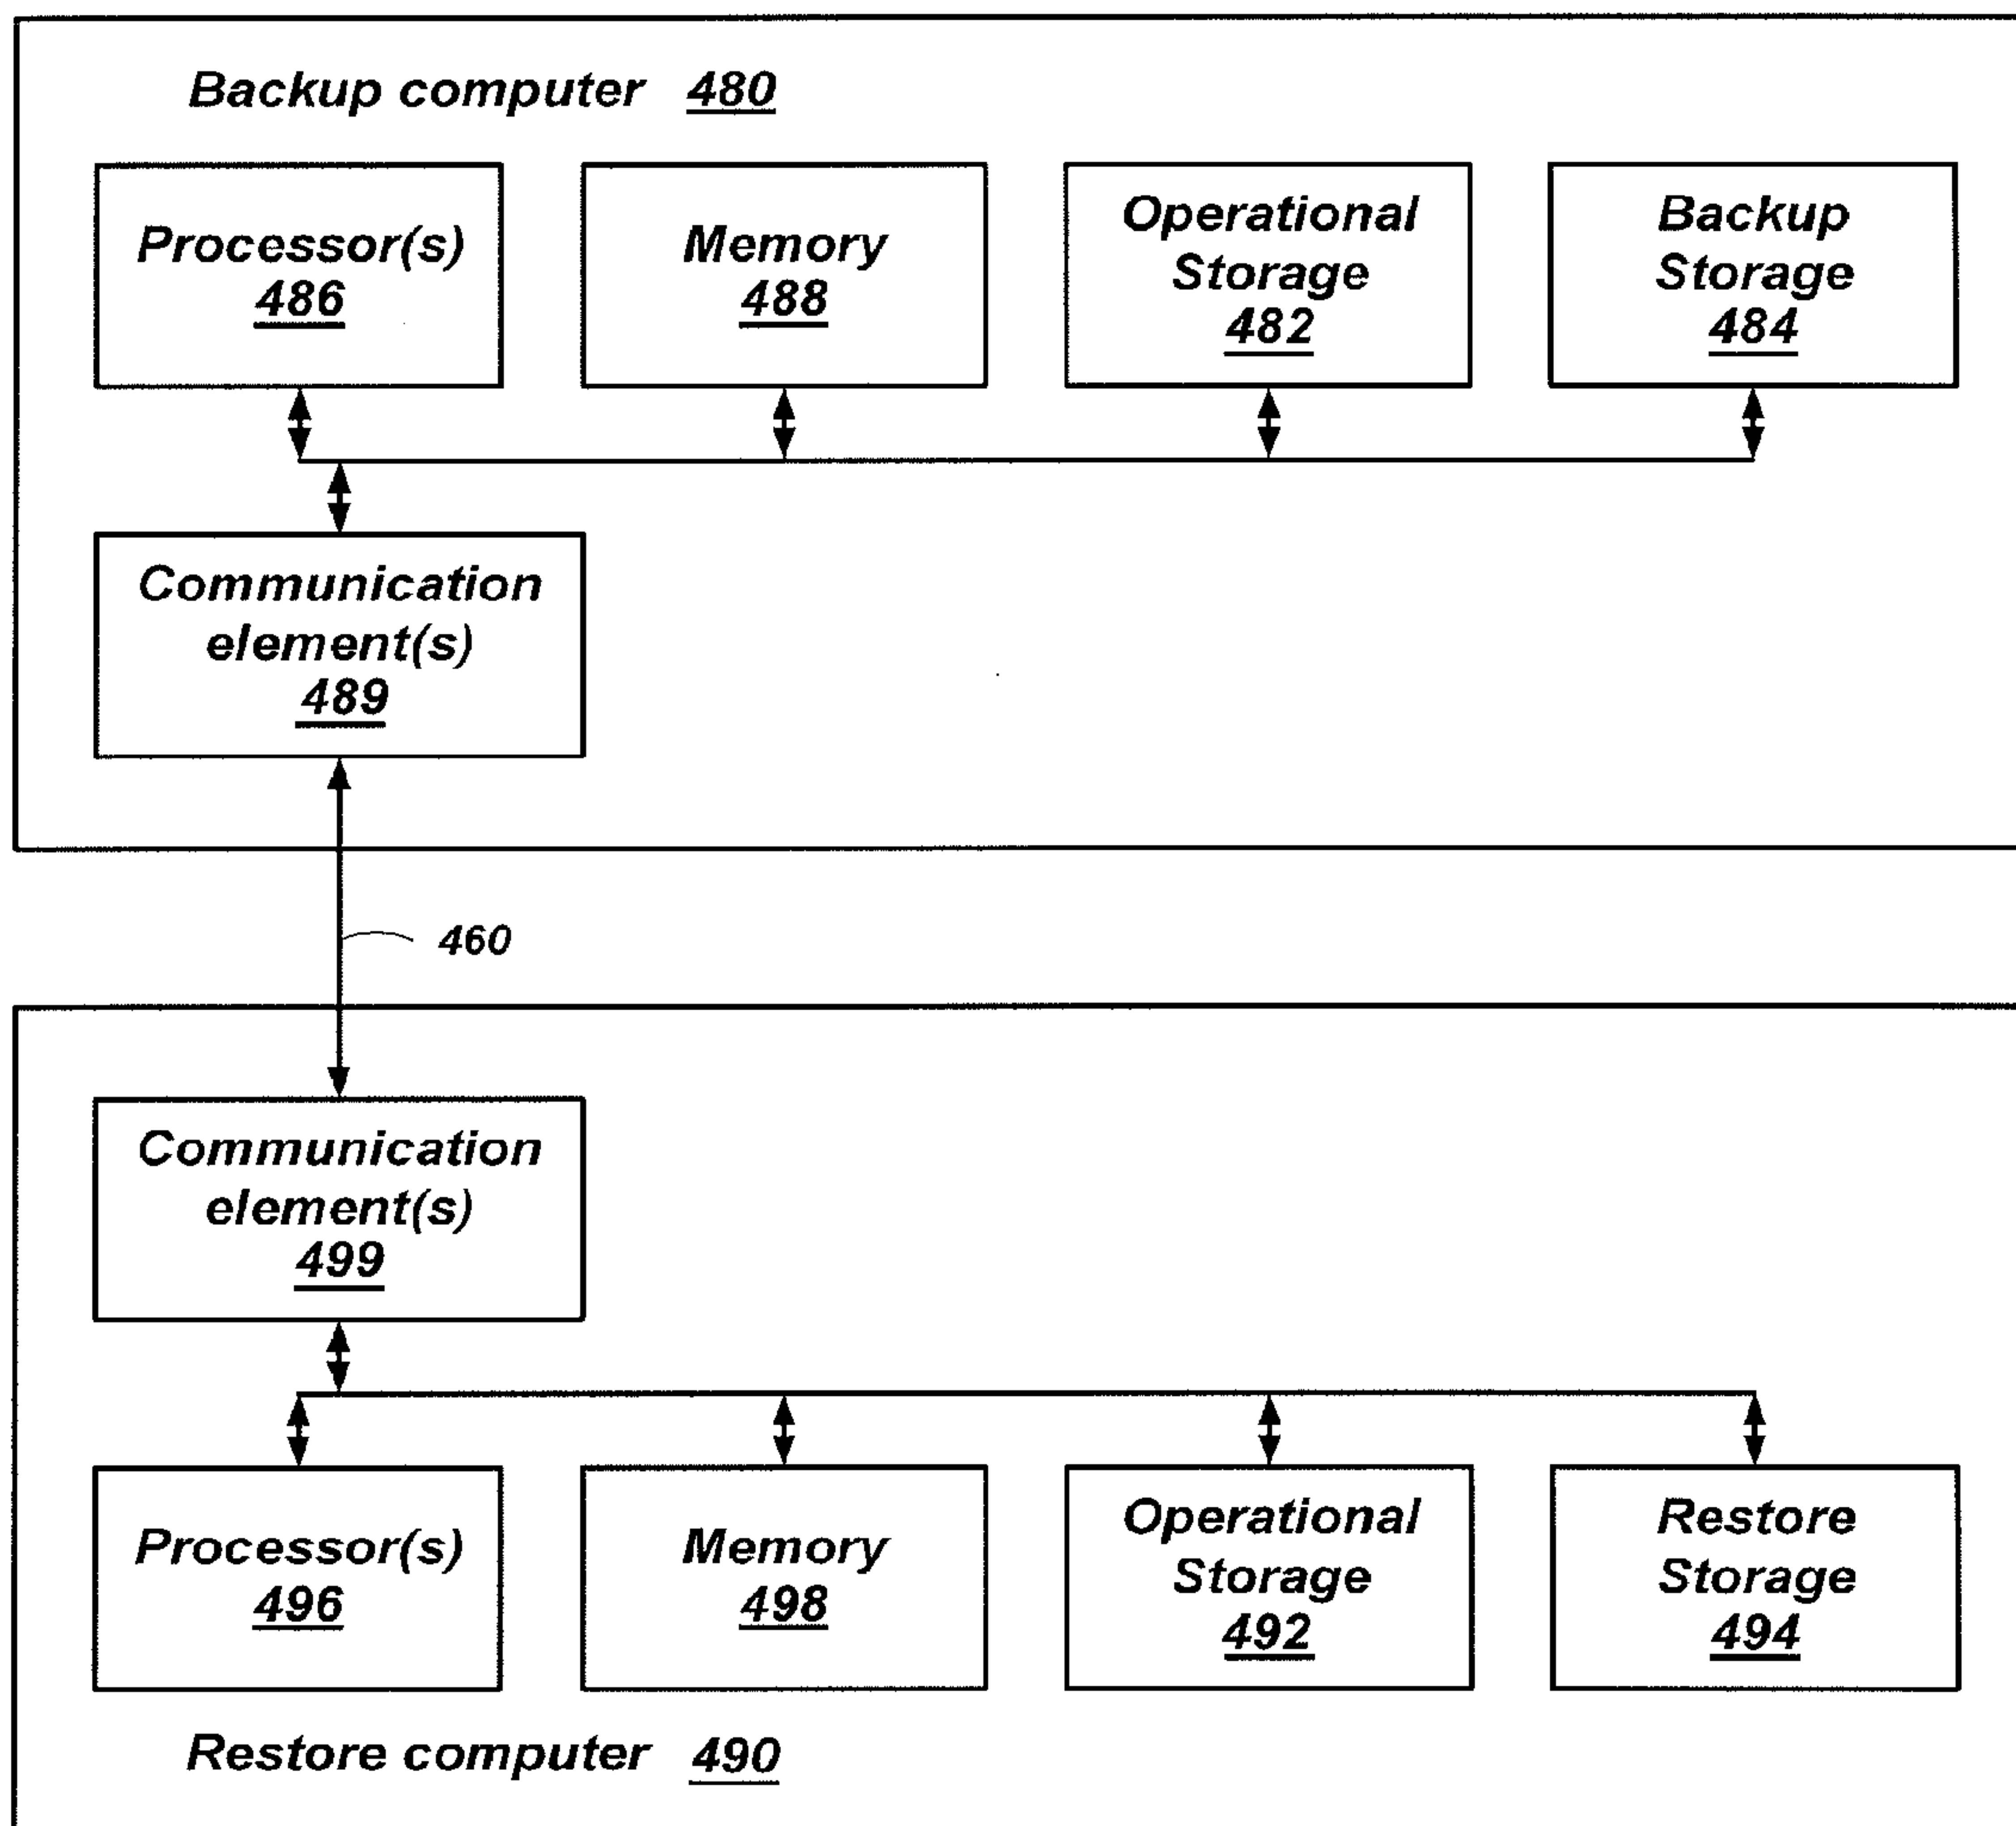 Backup computer 480
Processor(s)
486
Memory
488
Operational
Storage
482
Backup
Storage
484
Communication
element(s)
489
460
Communication
element(s)
499
Processor(s)
496
Memory
498
Operational
Storage
492
Restore
Storage
494
Restore computer 490